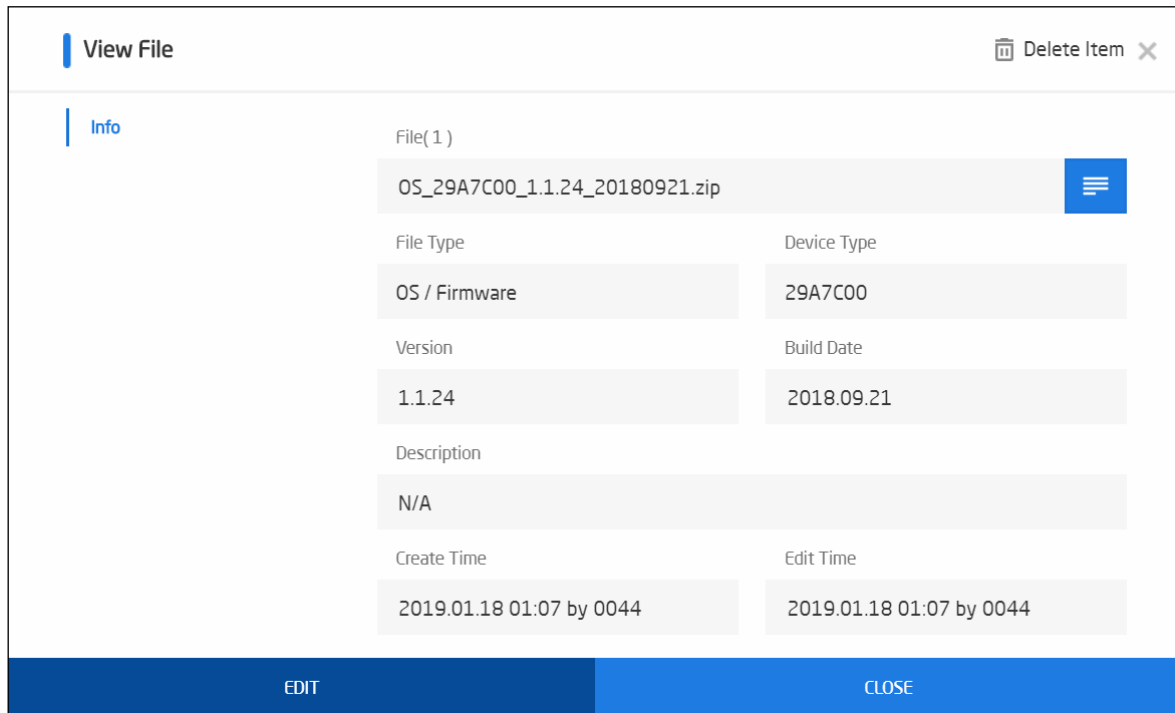 View File
Delete Item
Info
File( 1 )
OS_29A7C00_1.1.24_20180921.zip
File Type
Device Type
OS / Firmware
29A7C00
Version
Build Date
1.1.24
2018.09.21
Description
N/A
Create Time
Edit Time
2019.01.18 01:07 by 0044
2019.01.18 01:07 by 0044
EDIT
CLOSE